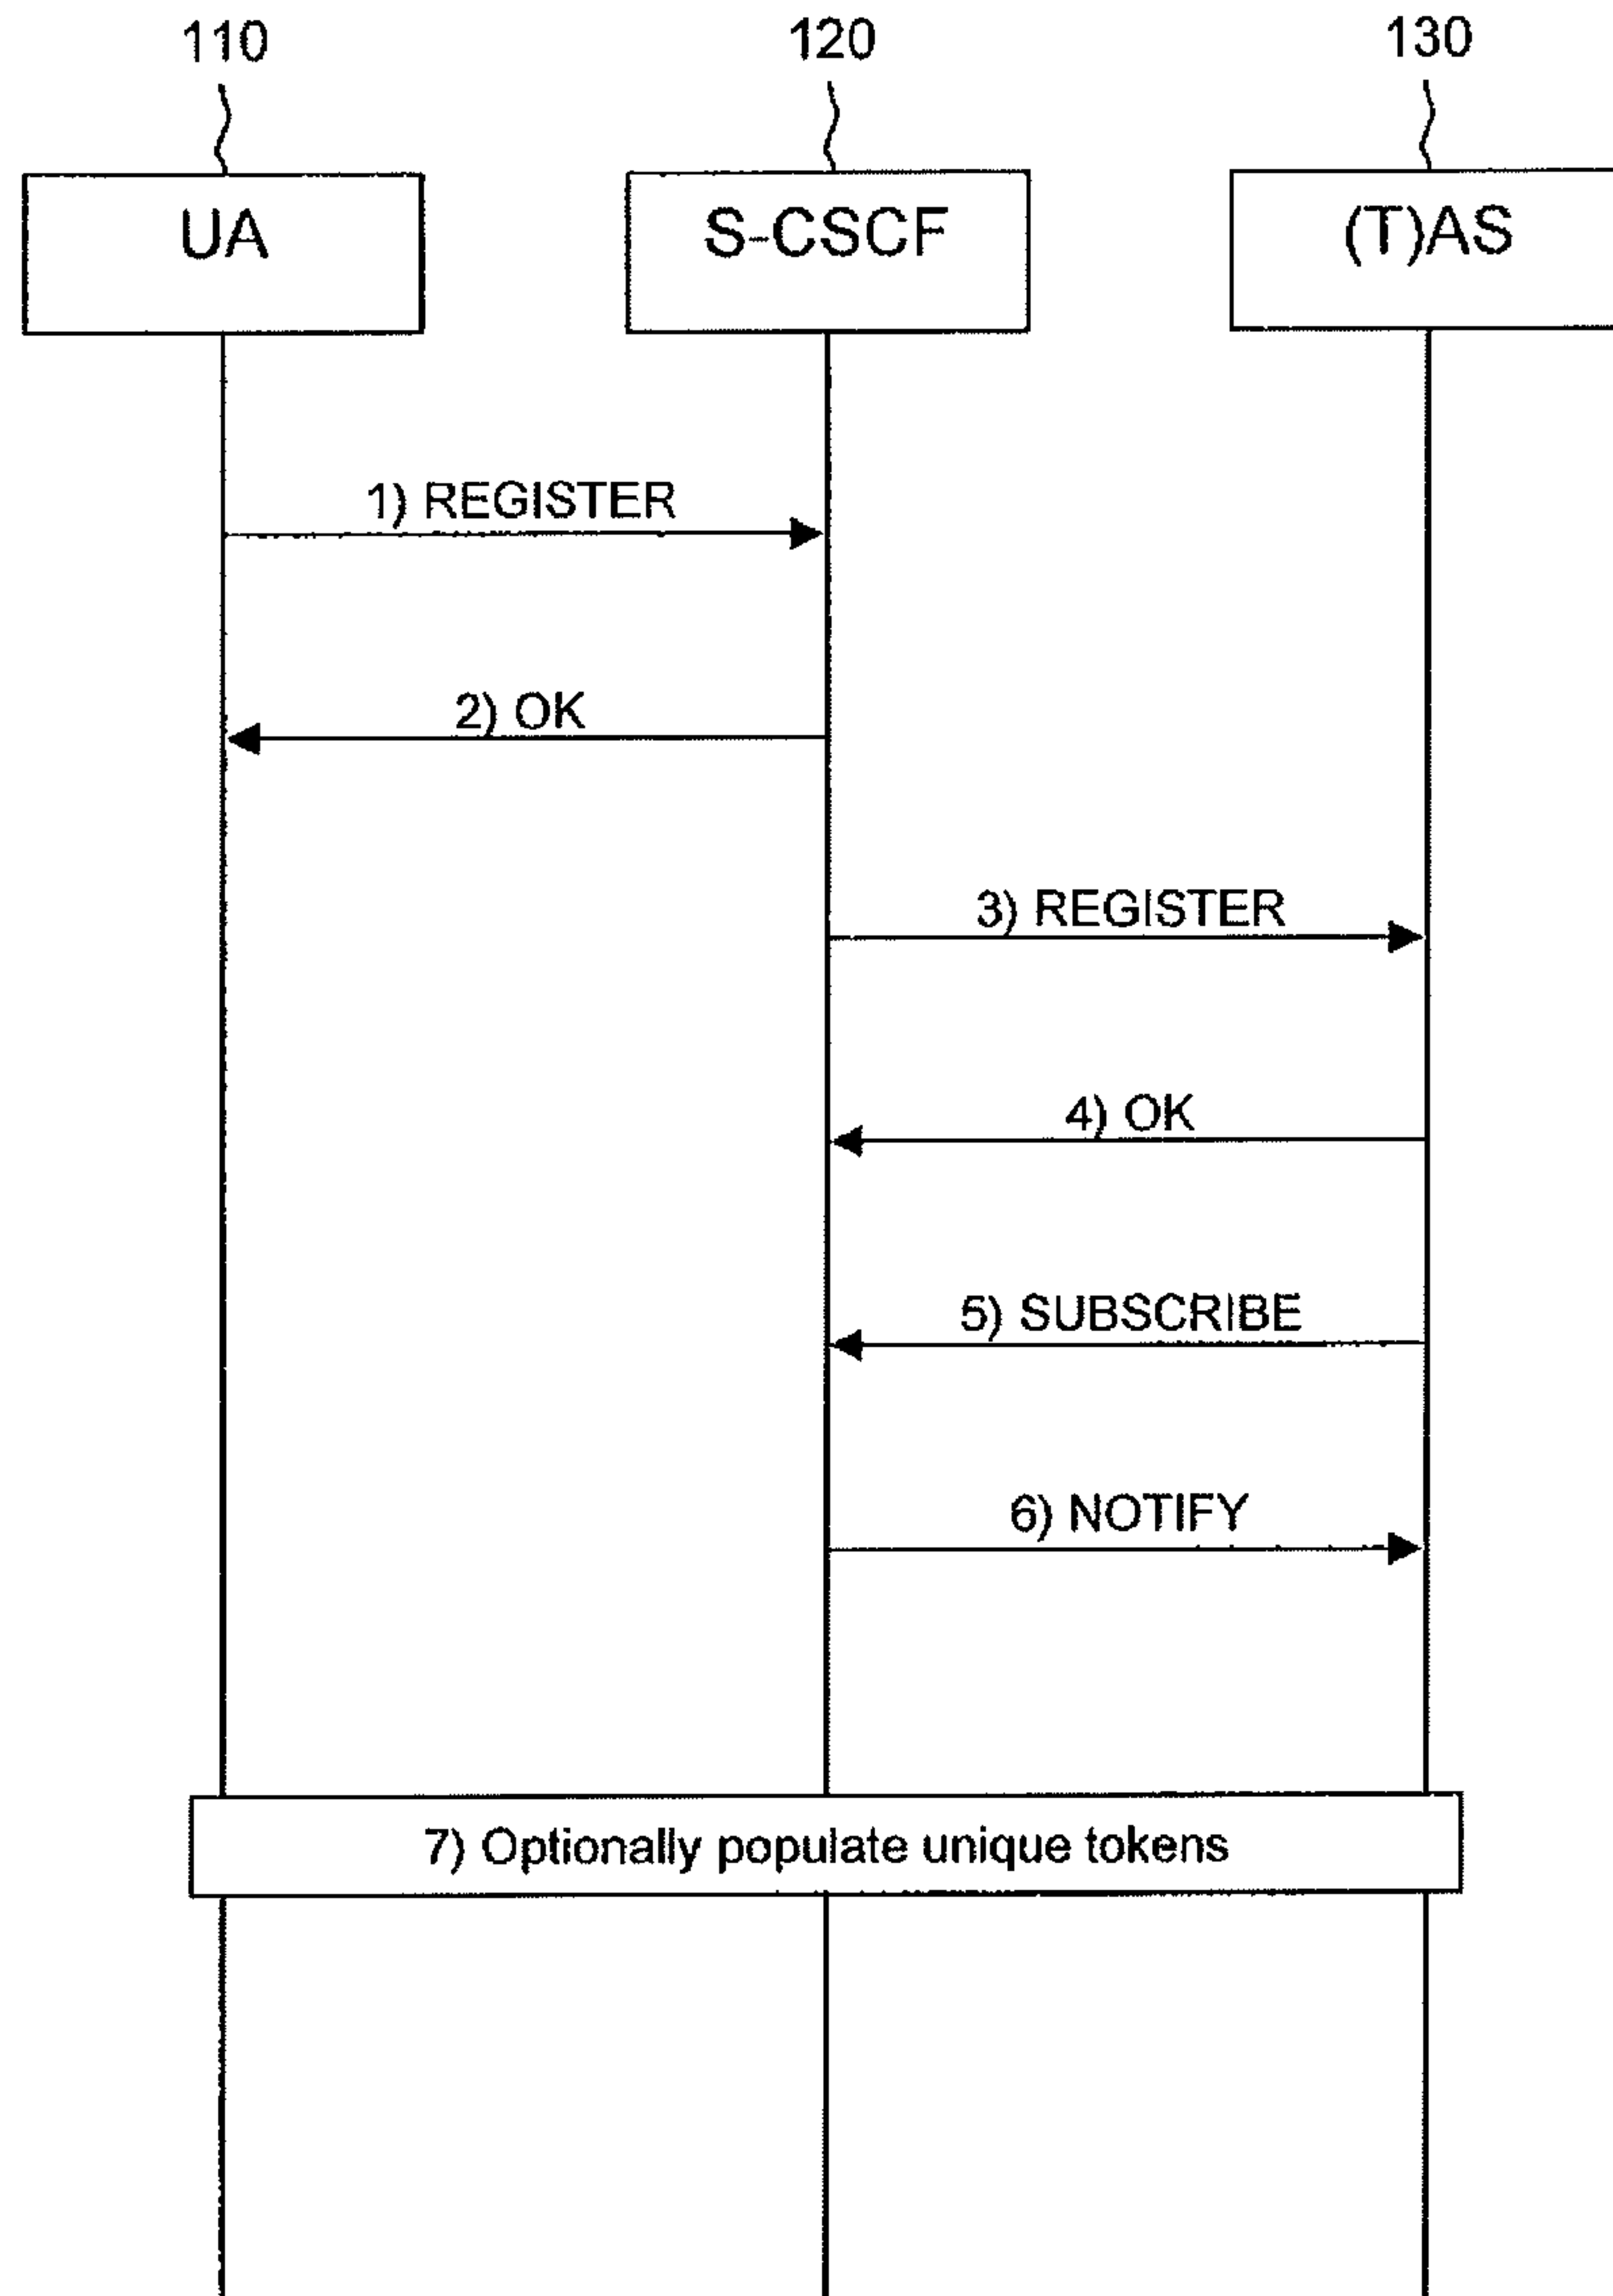 110
120
130
UA
S-CSCF
(T)AS
1) REGISTER
2) OK
3) REGISTER
4) OK
5) SUBSCRIBE
6) NOTIFY
7) Optionally populate unique tokens